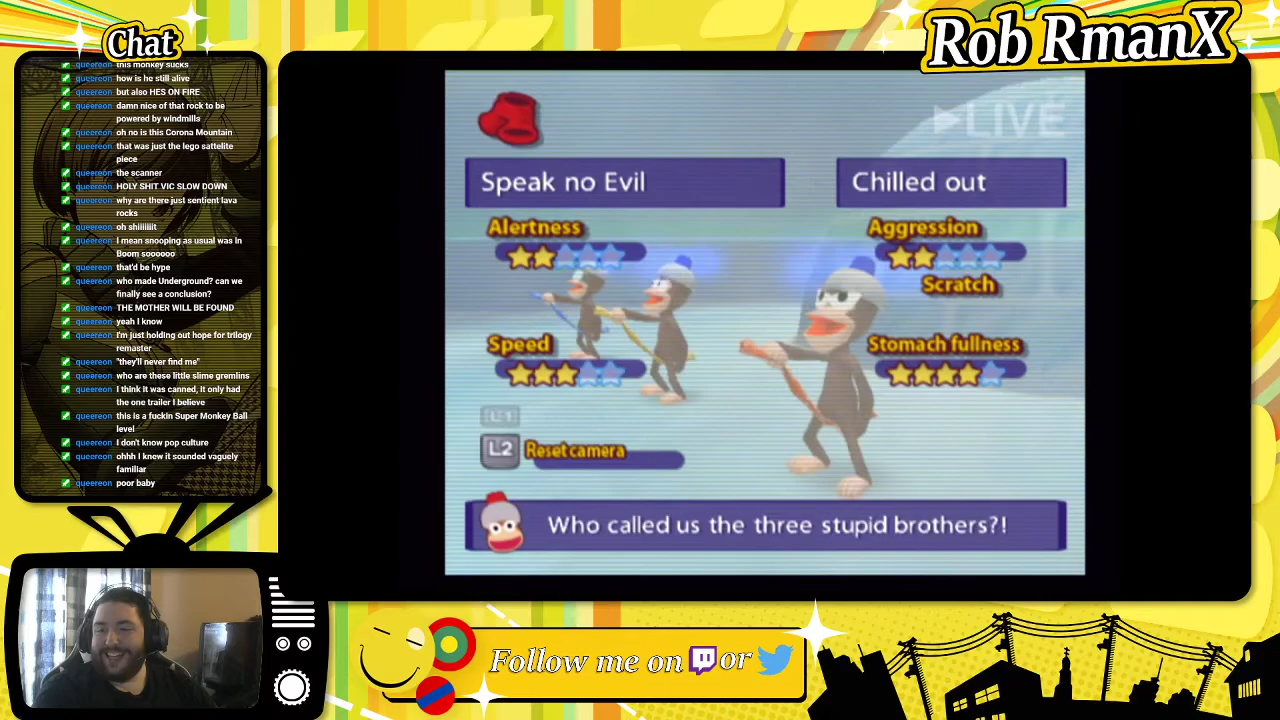 Chat
queereon this monkey sucks
queereon how is he still alive
queereon but also HES ON FIRE
queereon damn nice of that rock to be
powered by windmills
queereon oh no is this Corona Mountain
queereon that was just the lego sattelite
piece
queereon the scanner
queereon HOLY SHIT VIC SLOW DOWN
queereon why are there just sentient lava
rocks
queereon oh shiiiiiiit
queereon I mean snooping as usual was in
Boom soooooo
queereon that'd be hype
queereon who made Underground? can we
finally see a conclusion?
queereon THE MOTHER WILL BE FOUND
queereon yeah I know
queereon I'm just holding out hope for trilogy
remakes
queereon "they'll never find me"
queereon who are these little slime gremlins
queereon I think it was canned, it only had
the one trailer I believe
queereon this is a fuckin Super Monkey Ball
level
queereon I don't know pop culture
queereon ohhh I knew it sounded vaguely
familiar
queereon poor baby
Rob RmanX
LIVE
Speak no Evil
Chilled out
Alertness
Aggression
Scratch
Speed
Stomach fullness
L1
L2 Reset camera
Who called us the three stupid brothers?!
Follow me on or